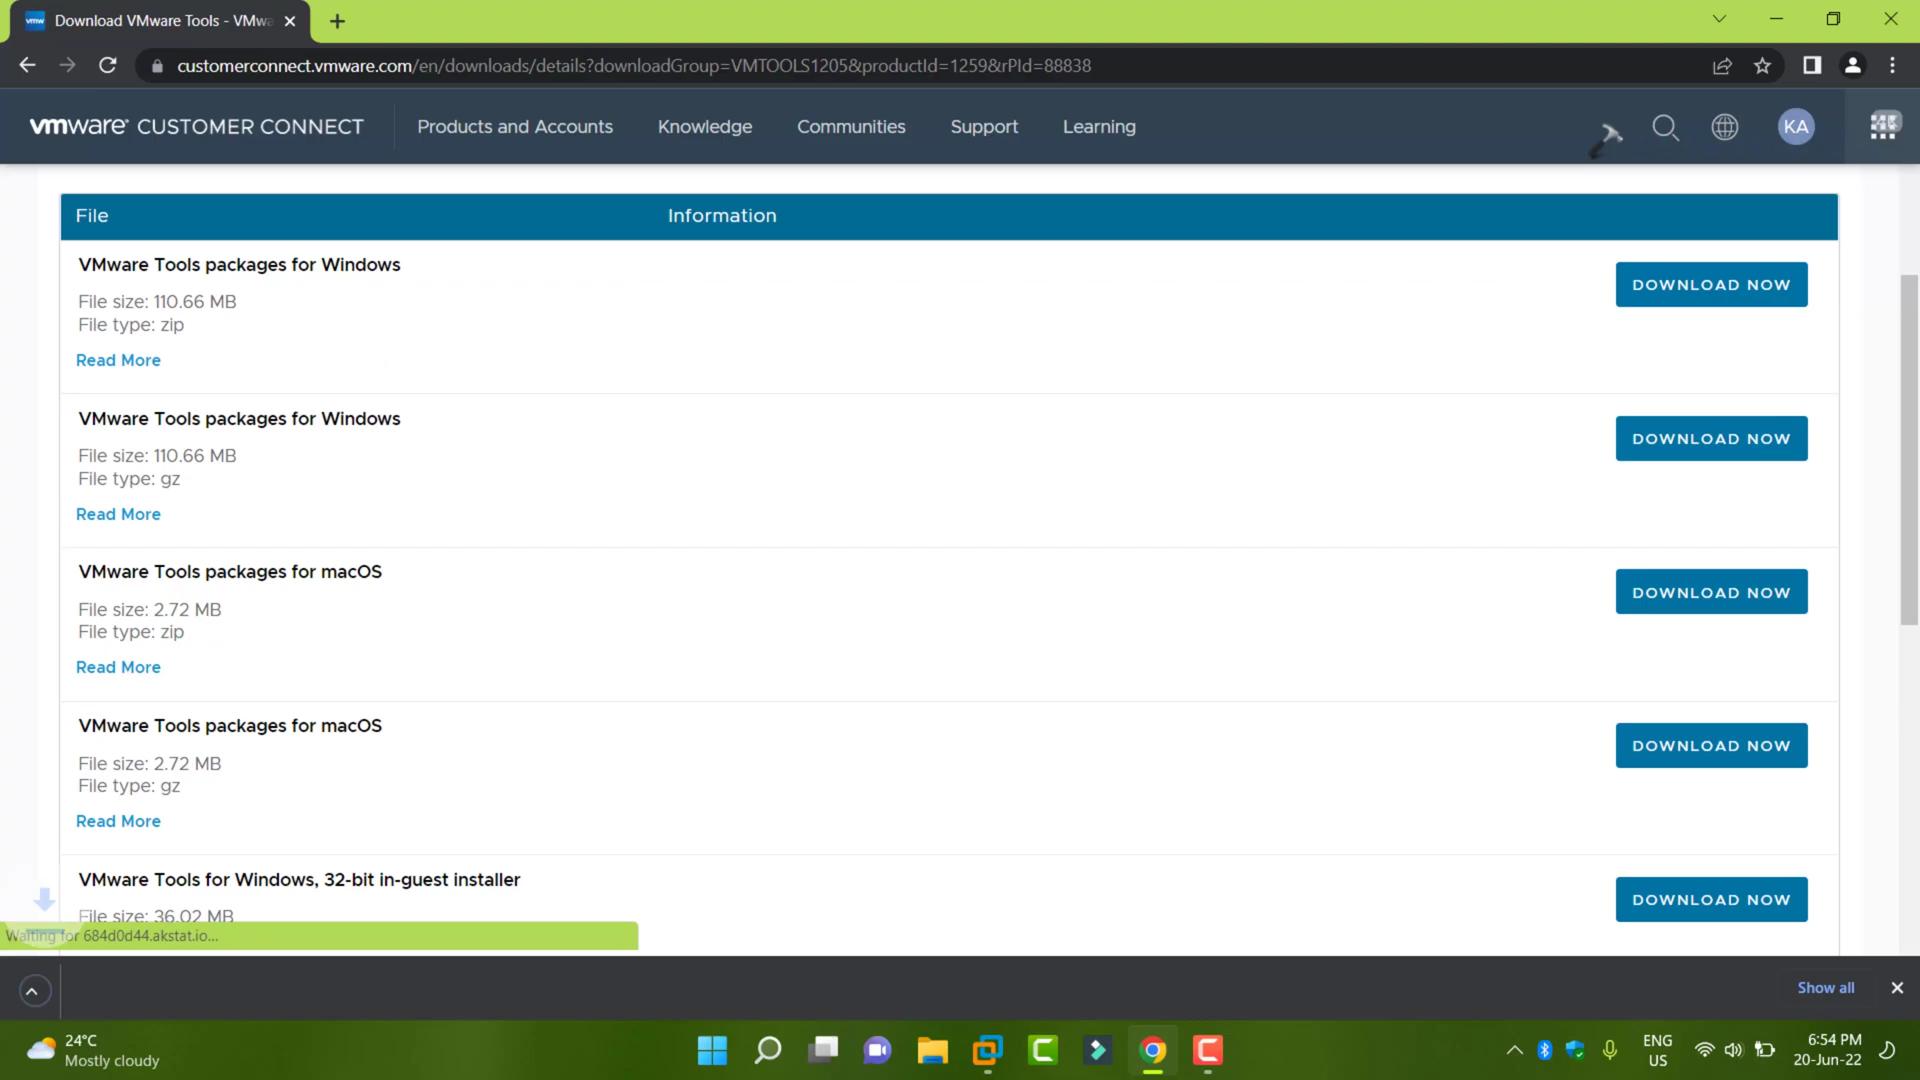 vmw Download VMware Tools - VMwa
customerconnect.vmware.com/en/downloads/details?downloadGroup=VMTOOLS1205&productId=1259&rPId=88838
vmware® CUSTOMER CONNECT Products and Accounts Knowledge Communities Support Learning KA
File Information
VMware Tools packages for Windows
DOWNLOAD NOW
File size: 110.66 MB
File type: zip
Read More
VMware Tools packages for Windows
DOWNLOAD NOW
File size: 110.66 MB
File type: gz
Read More
VMware Tools packages for macOS
DOWNLOAD NOW
File size: 2.72 MB
File type: zip
Read More
VMware Tools packages for macOS
DOWNLOAD NOW
File size: 2.72 MB
File type: gz
Read More
VMware Tools for Windows, 32-bit in-guest installer
DOWNLOAD NOW
File size: 36.02 MB
Waiting for 684d0d44.akstat.io...
Show all
24°C
Mostly cloudy
ENG
US
6:54 PM
20-Jun-22